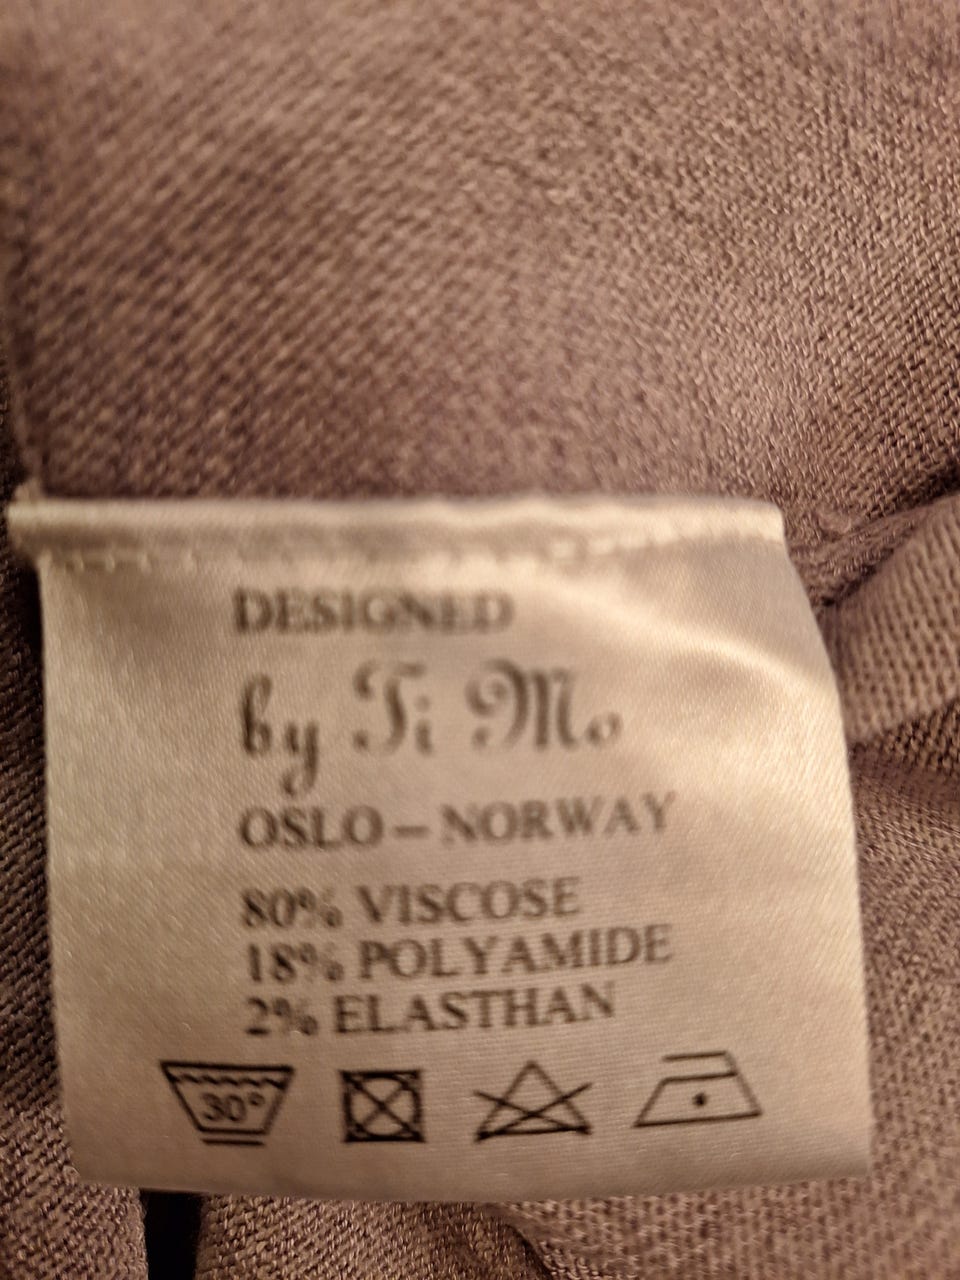 DESIGNED
by Ti Mo
OSLO – NORWAY
80% VISCOSE
18% POLYAMIDE
2% ELASTHAN
30°